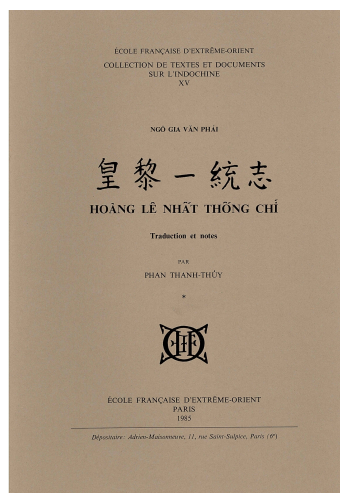 ÉCOLE FRANÇAISE D'EXTRÊME-ORIENT
COLLECTION DE TEXTES ET DOCUMENTS
SUR L'INDOCHINE
XV
NGÔ GIA VĂN PHÁI
皇黎一統志
HOÀNG LÊ NHẤT THỐNG CHÍ
Traduction et notes
PAR
PHAN THANH-THỦY
*
ÉCOLE FRANÇAISE D'EXTRÊME-ORIENT
PARIS
1985
Dépositaire : Adrien-Maisonneuve, 11, rue Saint-Sulpice, Paris (6e)